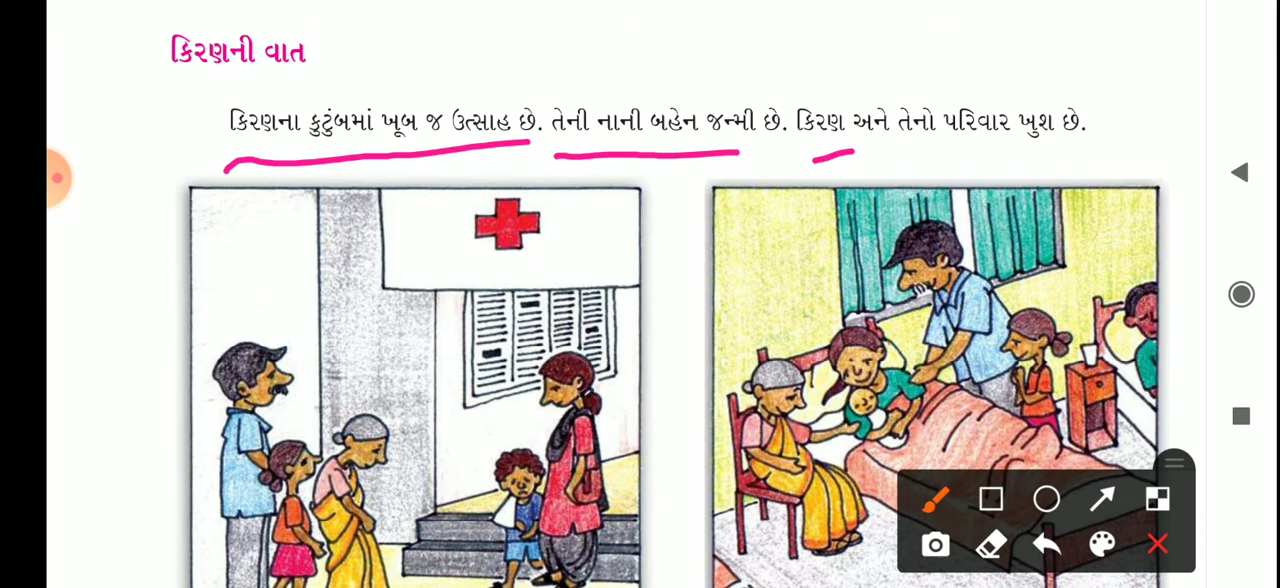 કિરણની વાત
કિરણના કુટુંબમાં ખૂબ જ ઉત્સાહ છે. તેની નાની બહેન જન્મી છે. કિરણ અને તેનો પરિવાર ખુશ છે.